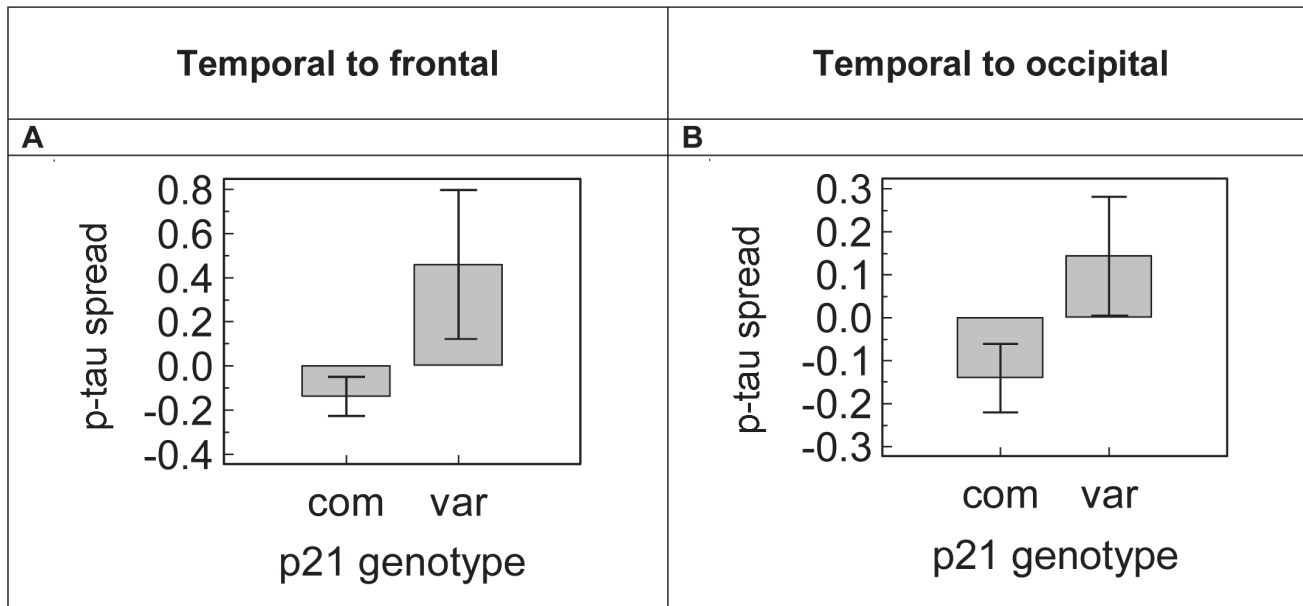 Temporal to frontal
Temporal to occipital
A
B
p-tau spread
0.8
0.6
0.4
0.2
0.0
-0.2
-0.4
com var
p21 genotype
p-tau spread
0.3
0.2
0.1
0.0
-0.1
-0.2
-0.3
com var
p21 genotype